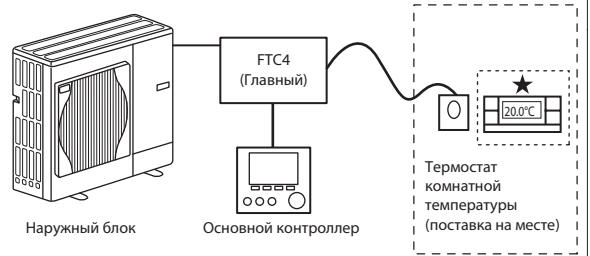 FTC4
(Главный)
20.0°C
Термостат
комнатной
температуры
(поставка на месте)
Наружный блок
Основной контроллер